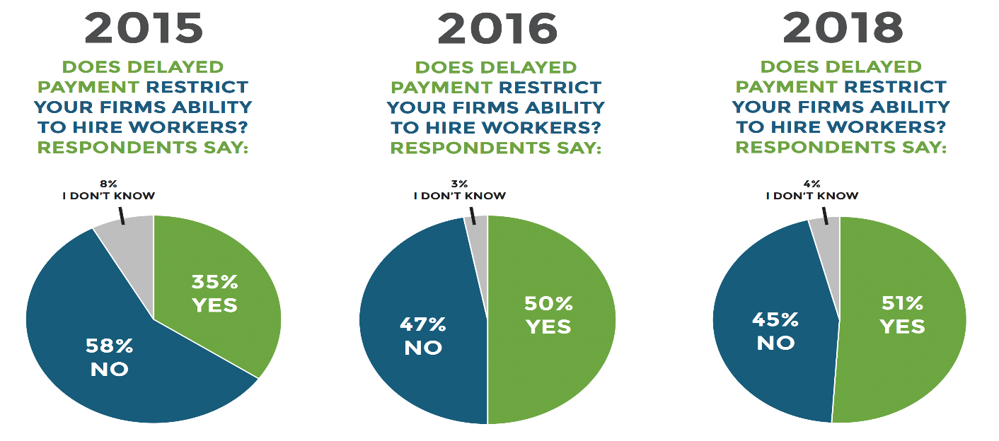 2015
DOES DELAYED
PAYMENT RESTRICT
YOUR FIRMS ABILITY
TO HIRE WORKERS?
RESPONDENTS SAY:
8%
I DON'T KNOW
35%
YES
58%
NO
2016
DOES DELAYED
PAYMENT RESTRICT
YOUR FIRMS ABILITY
TO HIRE WORKERS?
RESPONDENTS SAY:
3%
I DON'T KNOW
50%
YES
47%
NO
2018
DOES DELAYED
PAYMENT RESTRICT
YOUR FIRMS ABILITY
TO HIRE WORKERS?
RESPONDENTS SAY:
4%
I DON'T KNOW
51%
YES
45%
NO